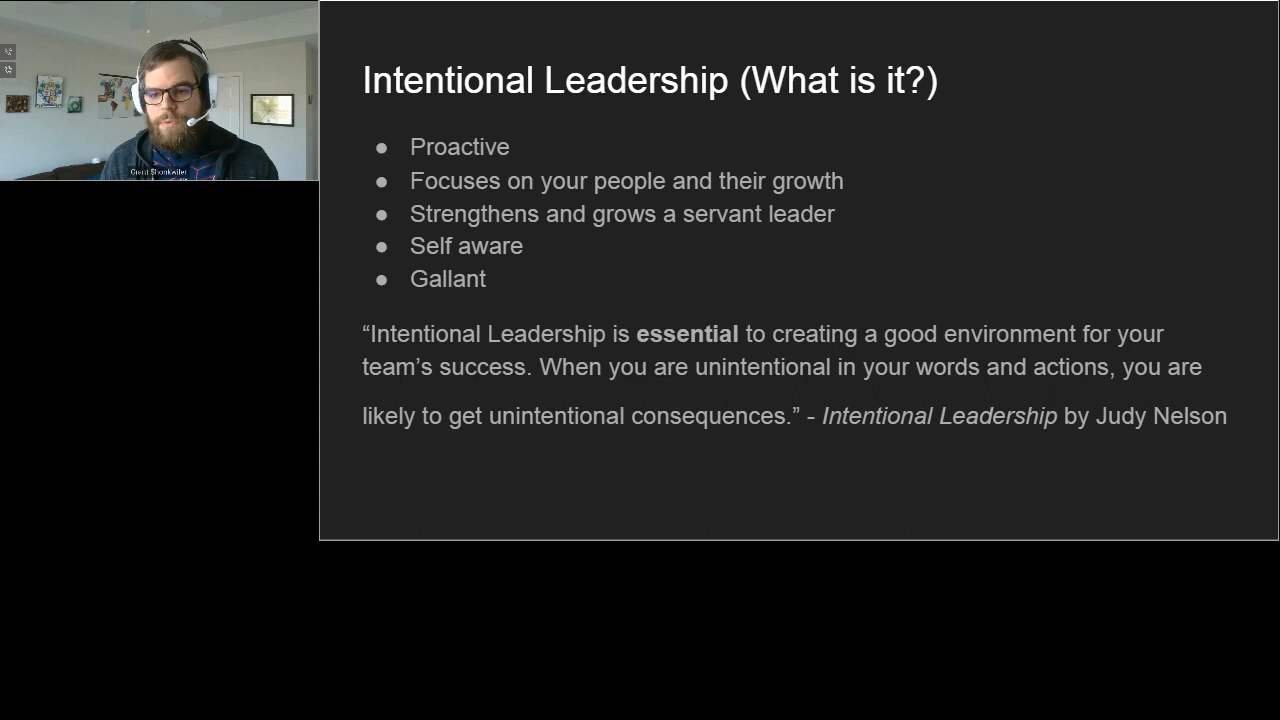 Grant Shonkwiler
Intentional Leadership (What is it?)
● Proactive
● Focuses on your people and their growth
● Strengthens and grows a servant leader
● Self aware
● Gallant
“Intentional Leadership is essential to creating a good environment for your
team’s success. When you are unintentional in your words and actions, you are
likely to get unintentional consequences.” - Intentional Leadership by Judy Nelson